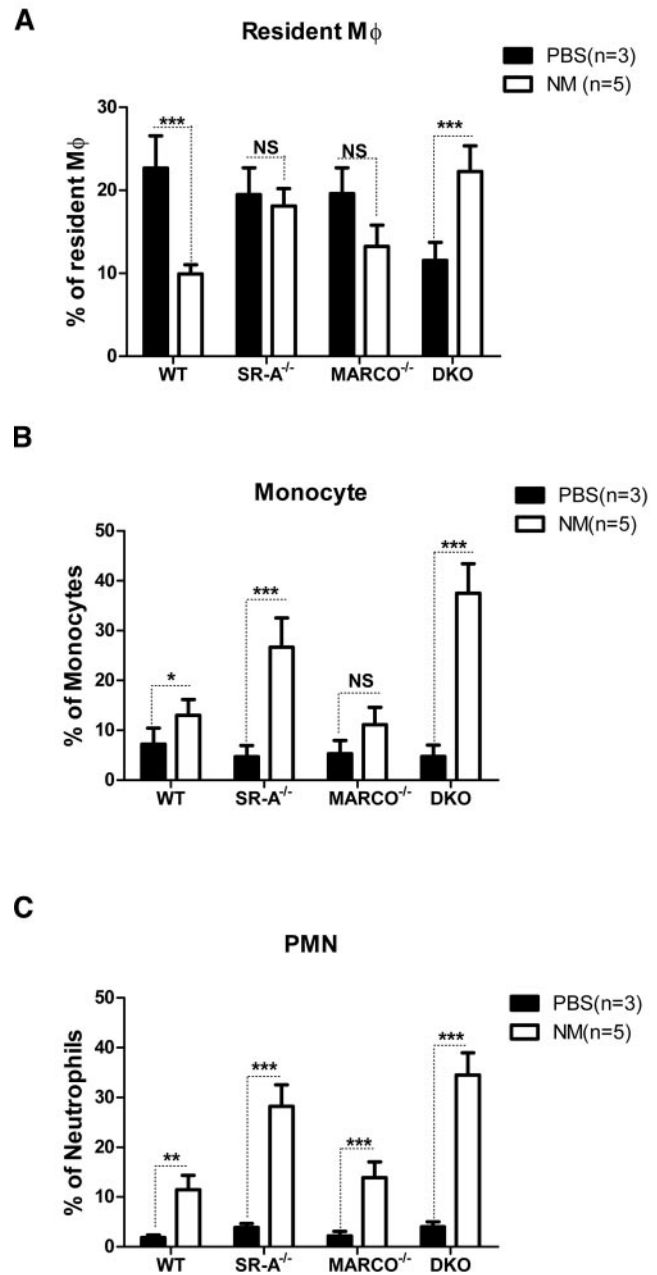 A
Resident Mϕ
PBS(n=3)
NM (n=5)
% of resident Mϕ
30
20
10
0
***
NS
NS
***
WT
SR-A-/-
MARCO-/-
DKO
B
Monocyte
PBS(n=3)
NM(n=5)
% of Monocytes
50
40
30
20
10
0
*
***
NS
***
WT
SR-A-/-
MARCO-/-
DKO
C
PMN
PBS(n=3)
NM(n=5)
% of Neutrophils
50
40
30
20
10
0
**
***
***
***
WT
SR-A-/-
MARCO-/-
DKO